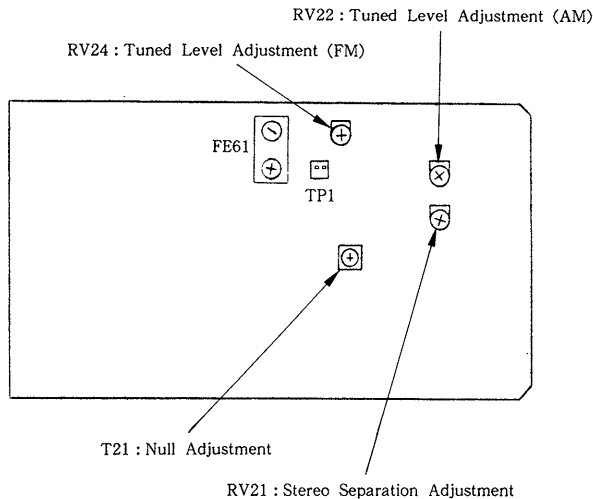 RV22 : Tuned Level Adjustment (AM)
RV24 : Tuned Level Adjustment (FM)
FE61
TP1
T21 : Null Adjustment
RV21 : Stereo Separation Adjustment